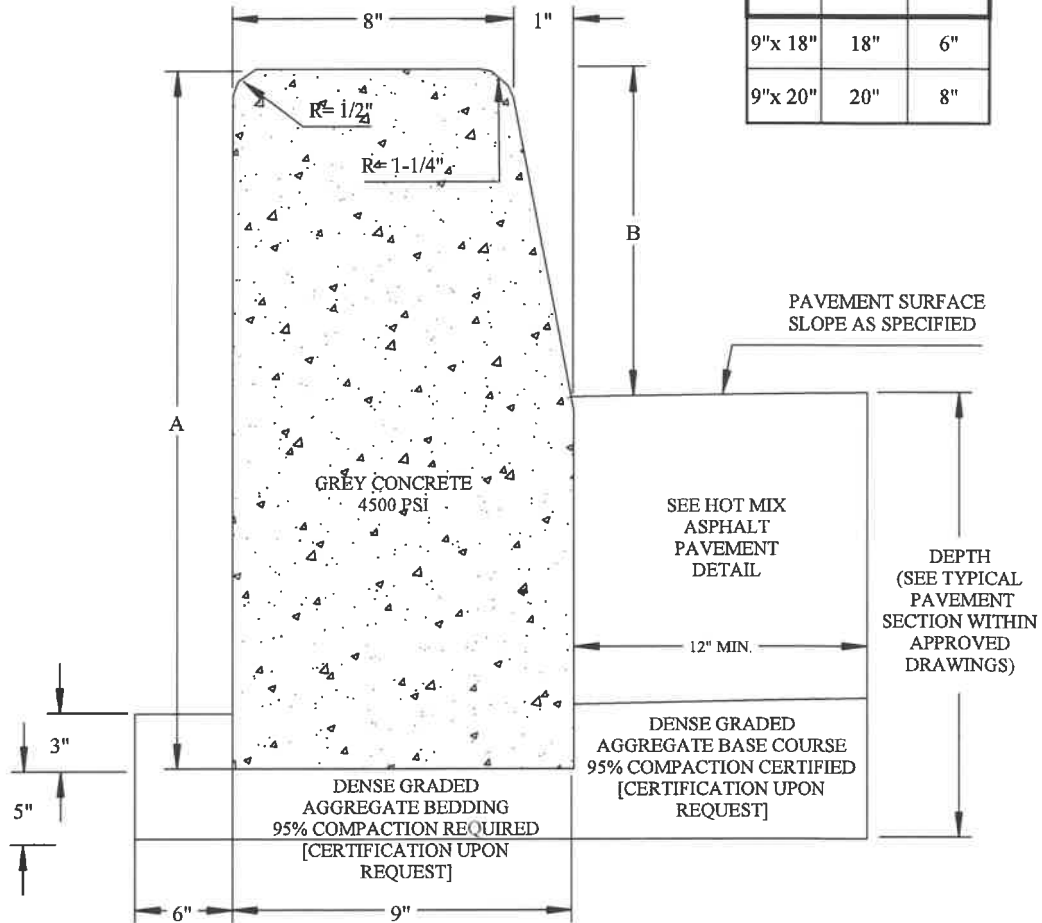 8"
1"
9"x 18" 18" 6"
9"x 20" 20" 8"
R= 1/2"
R= 1-1/4"
B
PAVEMENT SURFACE
SLOPE AS SPECIFIED
A
GREY CONCRETE
4500 PSI
SEE HOT MIX
ASPHALT
PAVEMENT
DETAIL
DEPTH
(SEE TYPICAL
PAVEMENT
SECTION WITHIN
APPROVED
DRAWINGS)
12" MIN.
3"
5"
DENSE GRADED
AGGREGATE BASE COURSE
95% COMPACTION CERTIFIED
[CERTIFICATION UPON
REQUEST]
DENSE GRADED
AGGREGATE BEDDING
95% COMPACTION REQUIRED
[CERTIFICATION UPON
REQUEST]
6"
9"